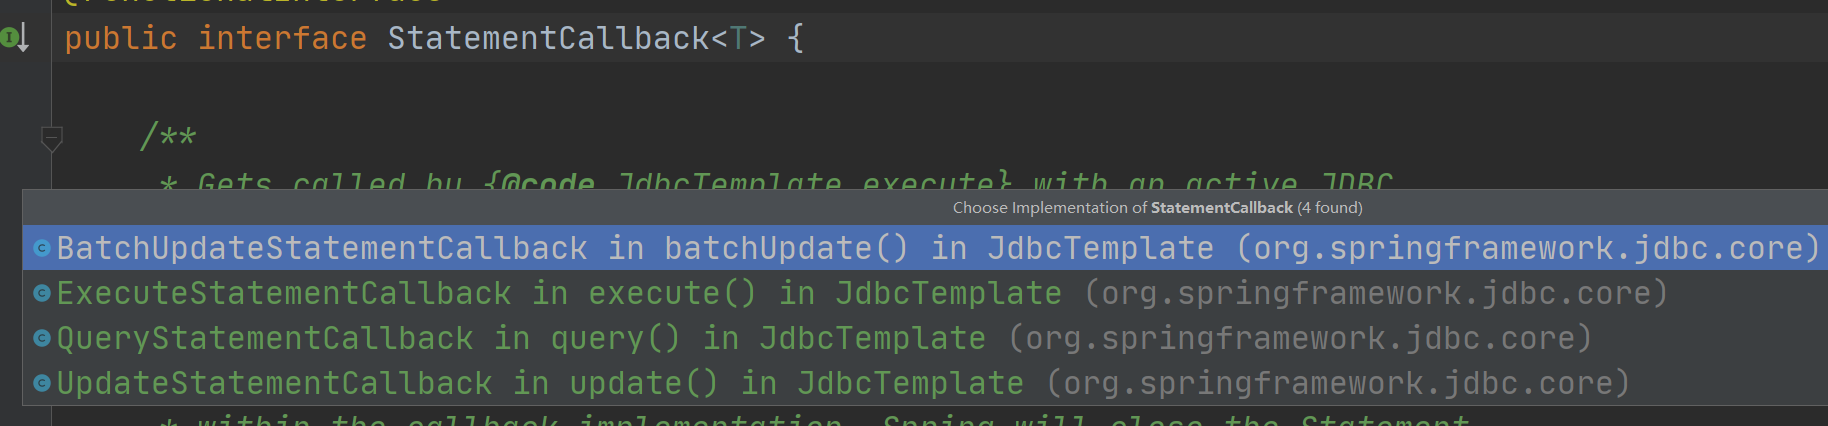 @FunctionalInterface
public interface StatementCallback<T> {
/**
* Gets called by {@code JdbcTemplate.execute} with an active JDBC
Choose Implementation of StatementCallback (4 found)
BatchUpdateStatementCallback in batchUpdate() in JdbcTemplate (org.springframework.jdbc.core)
ExecuteStatementCallback in execute() in JdbcTemplate (org.springframework.jdbc.core)
QueryStatementCallback in query() in JdbcTemplate (org.springframework.jdbc.core)
UpdateStatementCallback in update() in JdbcTemplate (org.springframework.jdbc.core)
* within the callback implementation. Spring will close the Statement